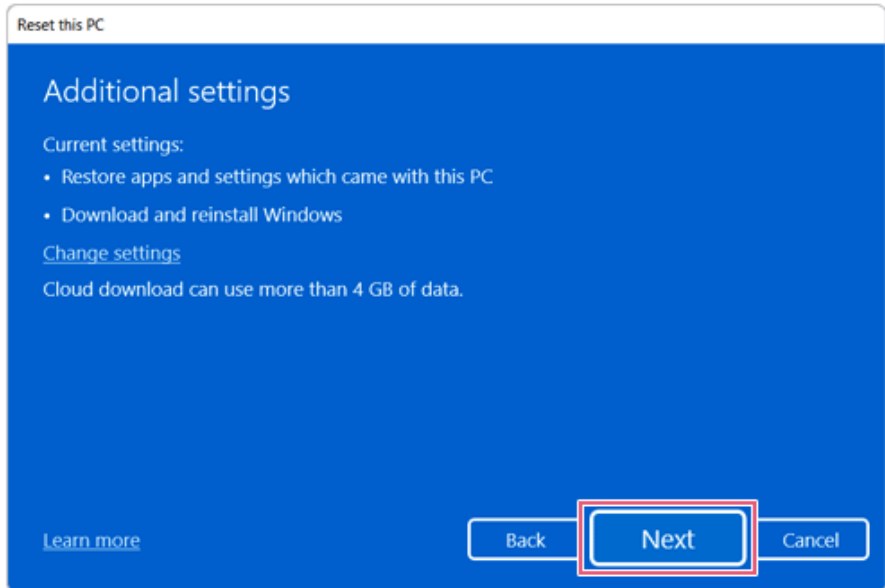 Reset this PC
Additional settings
Current settings:
• Restore apps and settings which came with this PC
• Download and reinstall Windows
Change settings
Cloud download can use more than 4 GB of data.
Learn more
Back
Next
Cancel